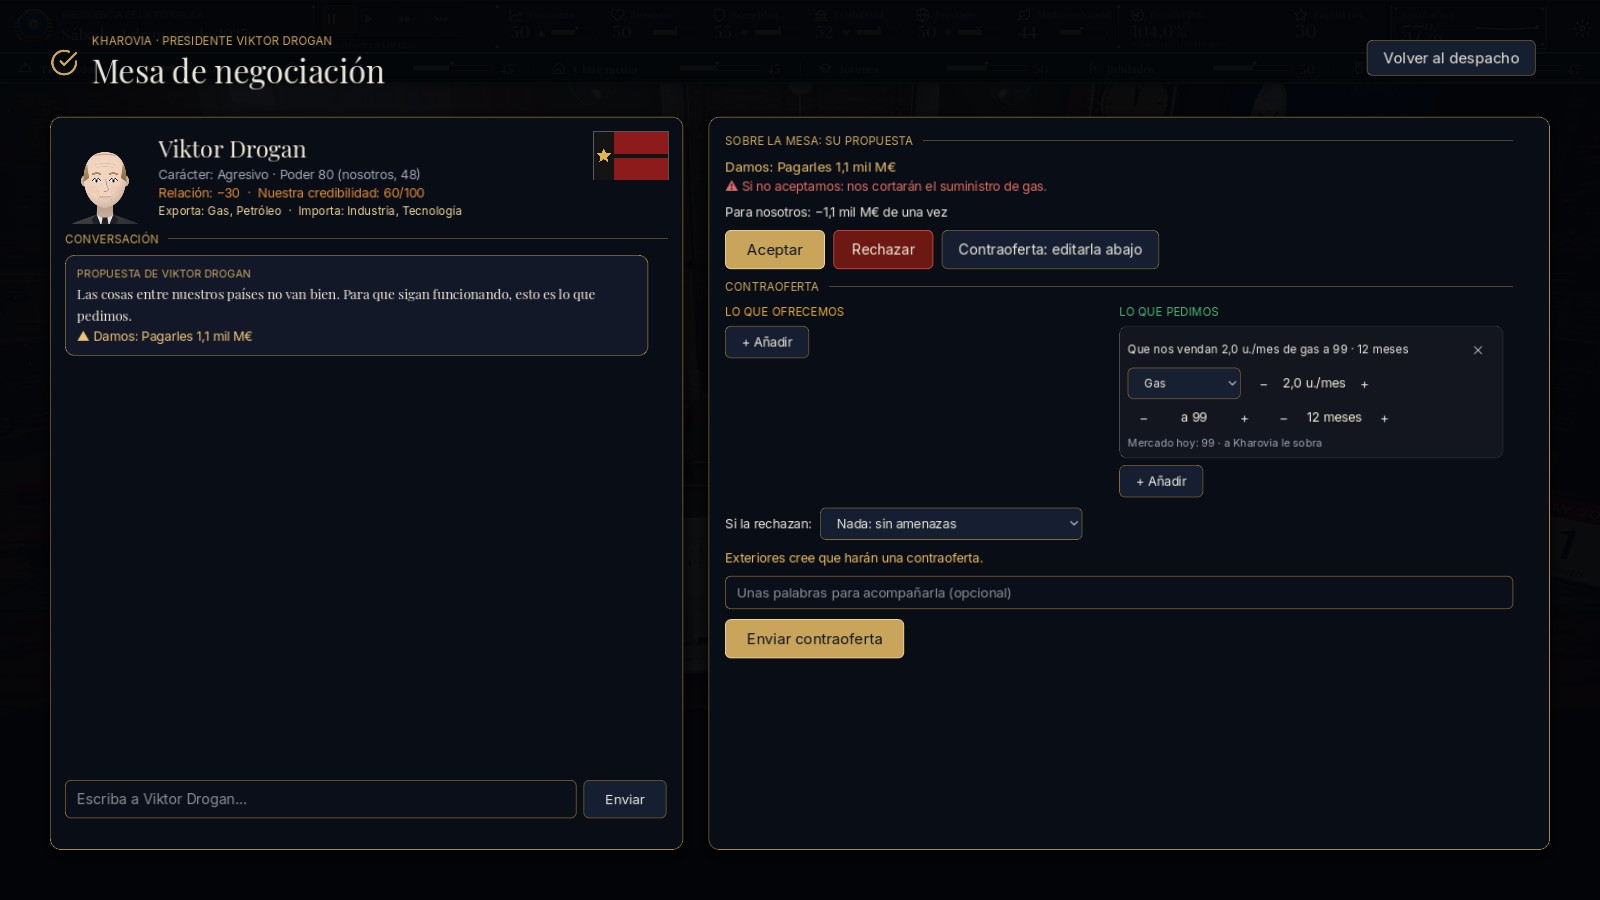 KHAROVIA · PRESIDENTE VIKTOR DROGAN
Mesa de negociación
Volver al despacho
Viktor Drogan
Carácter: Agresivo · Poder 80 (nosotros, 48)
Relación: −30 · Nuestra credibilidad: 60/100
Exporta: Gas, Petróleo · Importa: Industria, Tecnología
CONVERSACIÓN
PROPUESTA DE VIKTOR DROGAN
Las cosas entre nuestros países no van bien. Para que sigan funcionando, esto es lo que
pedimos.
▲ Damos: Pagarles 1,1 mil M€
Escriba a Viktor Drogan...
Enviar
SOBRE LA MESA: SU PROPUESTA
Damos: Pagarles 1,1 mil M€
⚠ Si no aceptamos: nos cortarán el suministro de gas.
Para nosotros: −1,1 mil M€ de una vez
Aceptar
Rechazar
Contraoferta: editarla abajo
CONTRAOFERTA
LO QUE OFRECEMOS
+ Añadir
LO QUE PEDIMOS
Que nos vendan 2,0 u./mes de gas a 99 · 12 meses
Gas
− 2,0 u./mes +
− a 99 + − 12 meses +
Mercado hoy: 99 · a Kharovia le sobra
+ Añadir
Si la rechazan:
Nada: sin amenazas
Exteriores cree que harán una contraoferta.
Unas palabras para acompañarla (opcional)
Enviar contraoferta